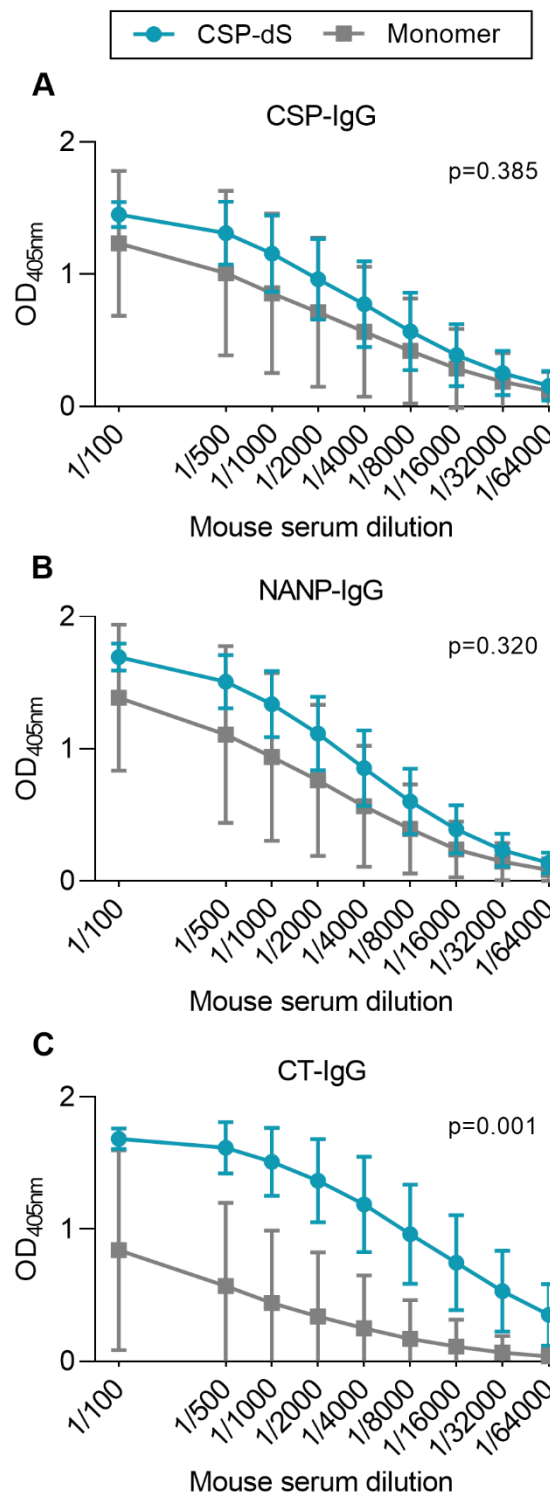 CSP-dS Monomer
A
CSP-IgG
p=0.385
2
1
0
OD405nm
1/100 1/500 1/1000 1/2000 1/4000 1/8000 1/16000 1/32000 1/64000
Mouse serum dilution
B
NANP-IgG
p=0.320
2
1
0
OD405nm
1/100 1/500 1/1000 1/2000 1/4000 1/8000 1/16000 1/32000 1/64000
Mouse serum dilution
C
CT-IgG
p=0.001
2
1
0
OD405nm
1/100 1/500 1/1000 1/2000 1/4000 1/8000 1/16000 1/32000 1/64000
Mouse serum dilution